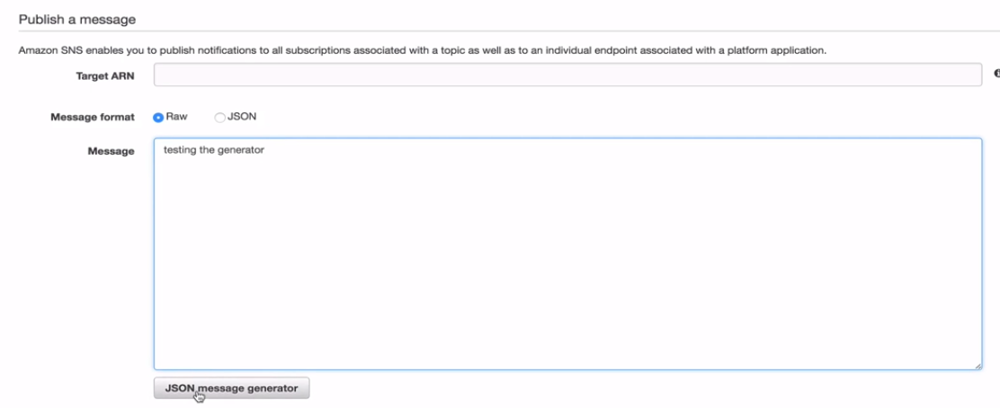 Publish a message
Amazon SNS enables you to publish notifications to all subscriptions associated with a topic as well as to an individual endpoint associated with a platform application.
Target ARN
Message format Raw JSON
Message testing the generator
JSON message generator